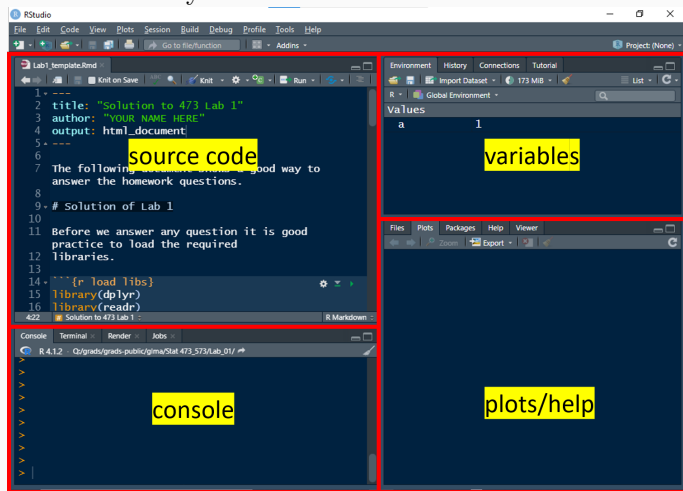 RStudio
File Edit Code View Plots Session Build Debug Profile Tools Help
Go to file/function Addins Project: (None)
Lab1_template.Rmd
Knit on Save ABC Knit Run
1 ---
2 title: "Solution to 473 Lab 1"
3 author: "YOUR NAME HERE"
4 output: html_document
5 ---
6
7 The following document shows a good way to
answer the homework questions.
8
9 # Solution of Lab 1
10
11 Before we answer any question it is good
practice to load the required
12 libraries.
13
14 ```{r load libs}
15 library(dplyr)
16 library(readr)
source code
4:22 Solution to 473 Lab 1 R Markdown
Console Terminal Render Jobs
R 4.1.2 · Q:/grads/grads-public/glma/Stat 473_573/Lab_01/
>
>
>
>
>
>
>
>
>
>
console
Environment History Connections Tutorial
Import Dataset 173 MiB List
R Global Environment
Values
a 1
variables
Files Plots Packages Help Viewer
Zoom Export
plots/help